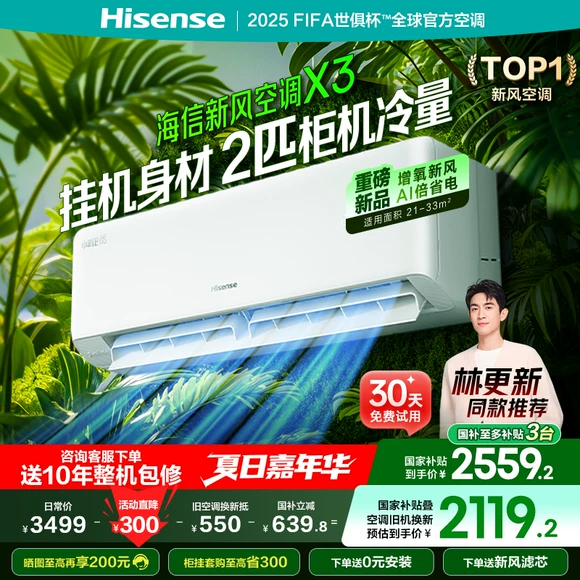 Hisense | 2025 FIFA世俱杯™全球官方空调
TOP1
新风空调
海信新风空调X3
挂机身材 2匹柜机冷量
重磅新品
增氧新风
AI倍省电
适用面积 21-33m²
Hisense
30天
免费试用
林更新
同款推荐
咨询客服下单
送10年整机包修
夏日嘉年华
国补至多补贴3台
国家补贴
到手价 ¥2559.2
日常价
¥3499
-
活动直降
¥300
-
旧空调换新抵
¥550
-
国补立减
¥639.8
=
国家补贴叠
空调旧机换新
预估到手价 ¥2119.2
晒图至高再享200元
柜挂套购至高省300
下单享0元安装
下单送新风滤芯